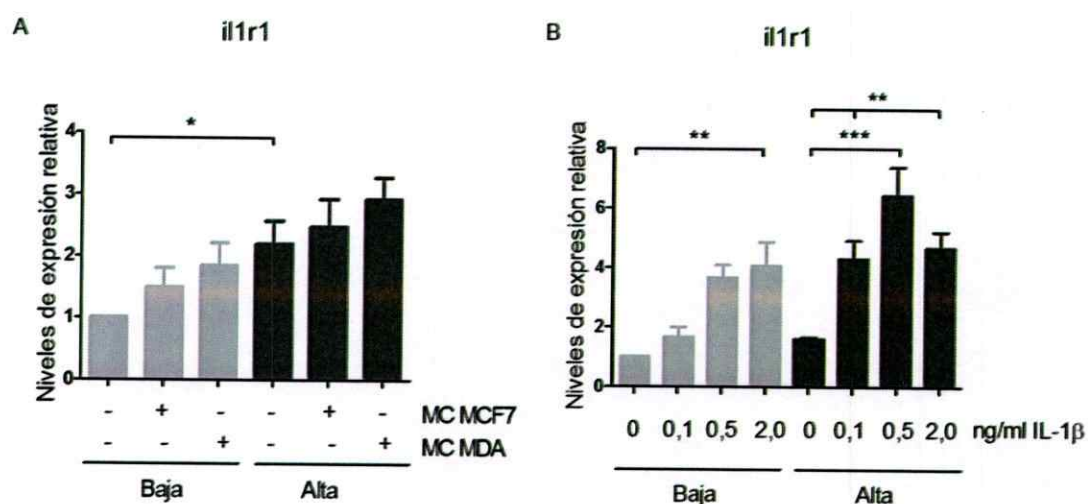 A
il1r1
Niveles de expresión relativa
4
3
2
1
0
*
- + - - + - MC MCF7
- - + - - + MC MDA
Baja Alta
B
il1r1
Niveles de expresión relativa
8
6
4
2
0
**
**
***
0 0,1 0,5 2,0 0 0,1 0,5 2,0 ng/ml IL-1β
Baja Alta